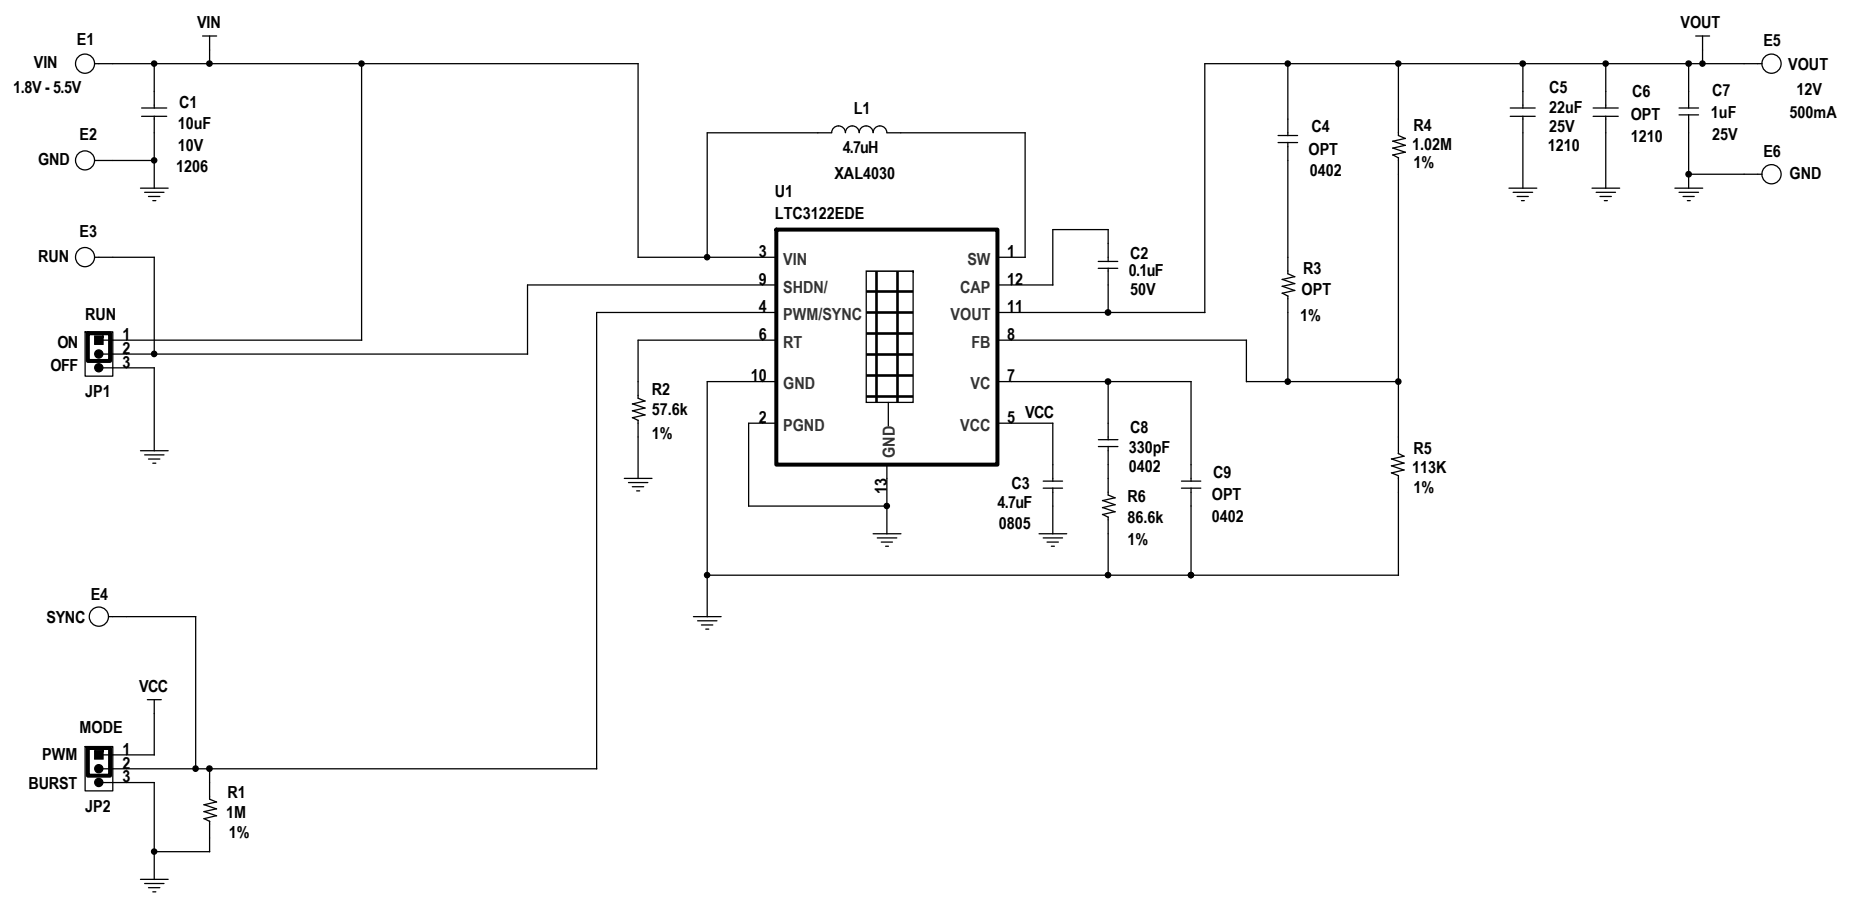 VIN
E1
VIN
1.8V - 5.5V
C1
10uF
10V
1206
E2
GND
E3
RUN
RUN
ON
OFF
1
2
3
JP1
E4
SYNC
VCC
MODE
PWM
BURST
1
2
3
JP2
R1
1M
1%
R2
57.6k
1%
L1
4.7uH
XAL4030
U1
LTC3122EDE
3
VIN
9
SHDN/
4
PWM/SYNC
6
RT
10
GND
2
PGND
GND
13
SW
1
CAP
12
VOUT
11
FB
8
VC
7
VCC
5
VCC
C2
0.1uF
50V
C3
4.7uF
0805
C8
330pF
0402
R6
86.6k
1%
C9
OPT
0402
C4
OPT
0402
R3
OPT
1%
R4
1.02M
1%
R5
113K
1%
C5
22uF
25V
1210
C6
OPT
1210
C7
1uF
25V
VOUT
E5
VOUT
12V
500mA
E6
GND